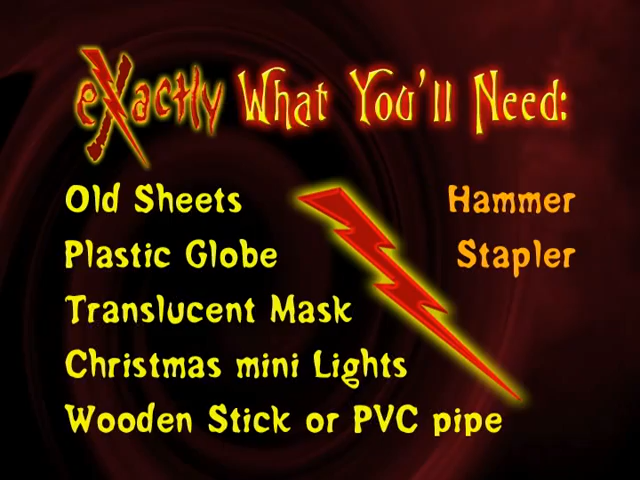 eXactly What You'll Need:
Old Sheets
Plastic Globe
Translucent Mask
Christmas mini Lights
Wooden Stick or PVC pipe
Hammer
Stapler